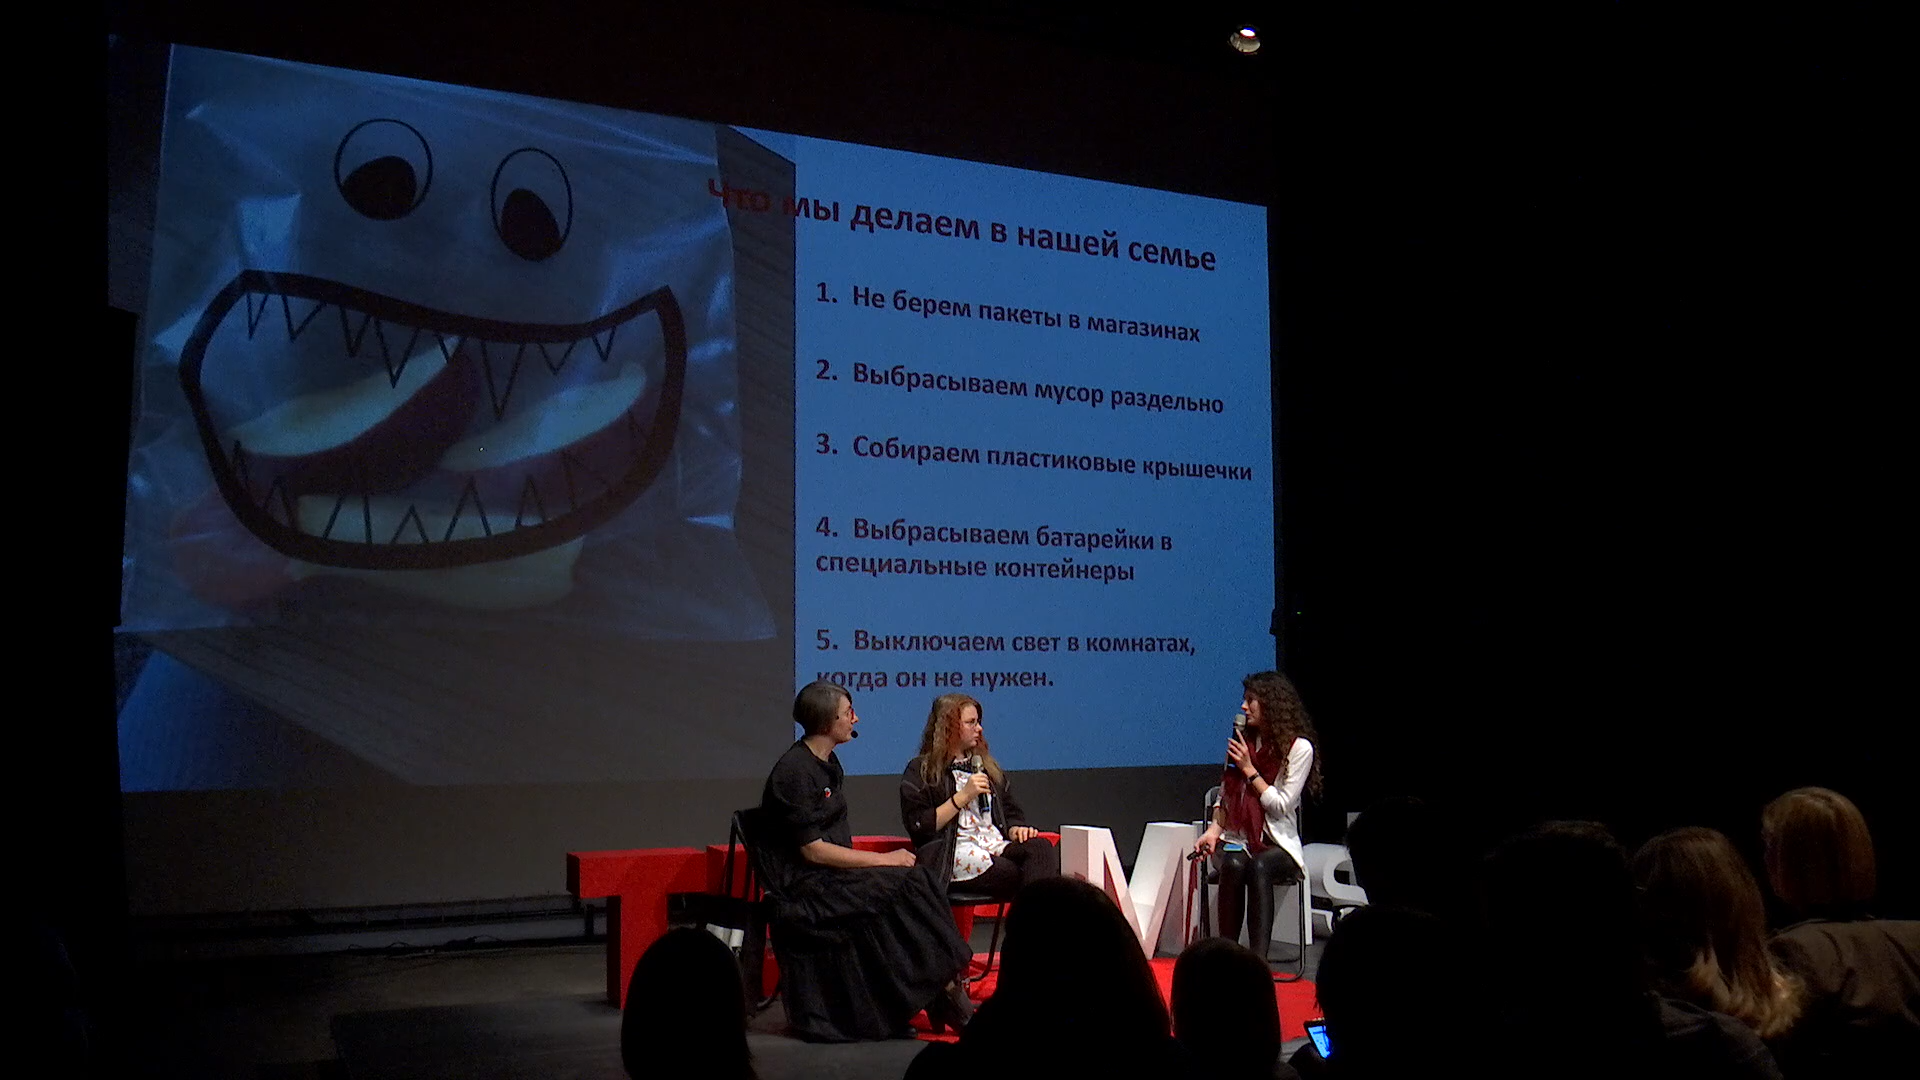 Что мы делаем в нашей семье
1. Не берем пакеты в магазинах
2. Выбрасываем мусор раздельно
3. Собираем пластиковые крышечки
4. Выбрасываем батарейки в
специальные контейнеры
5. Выключаем свет в комнатах,
когда он не нужен.